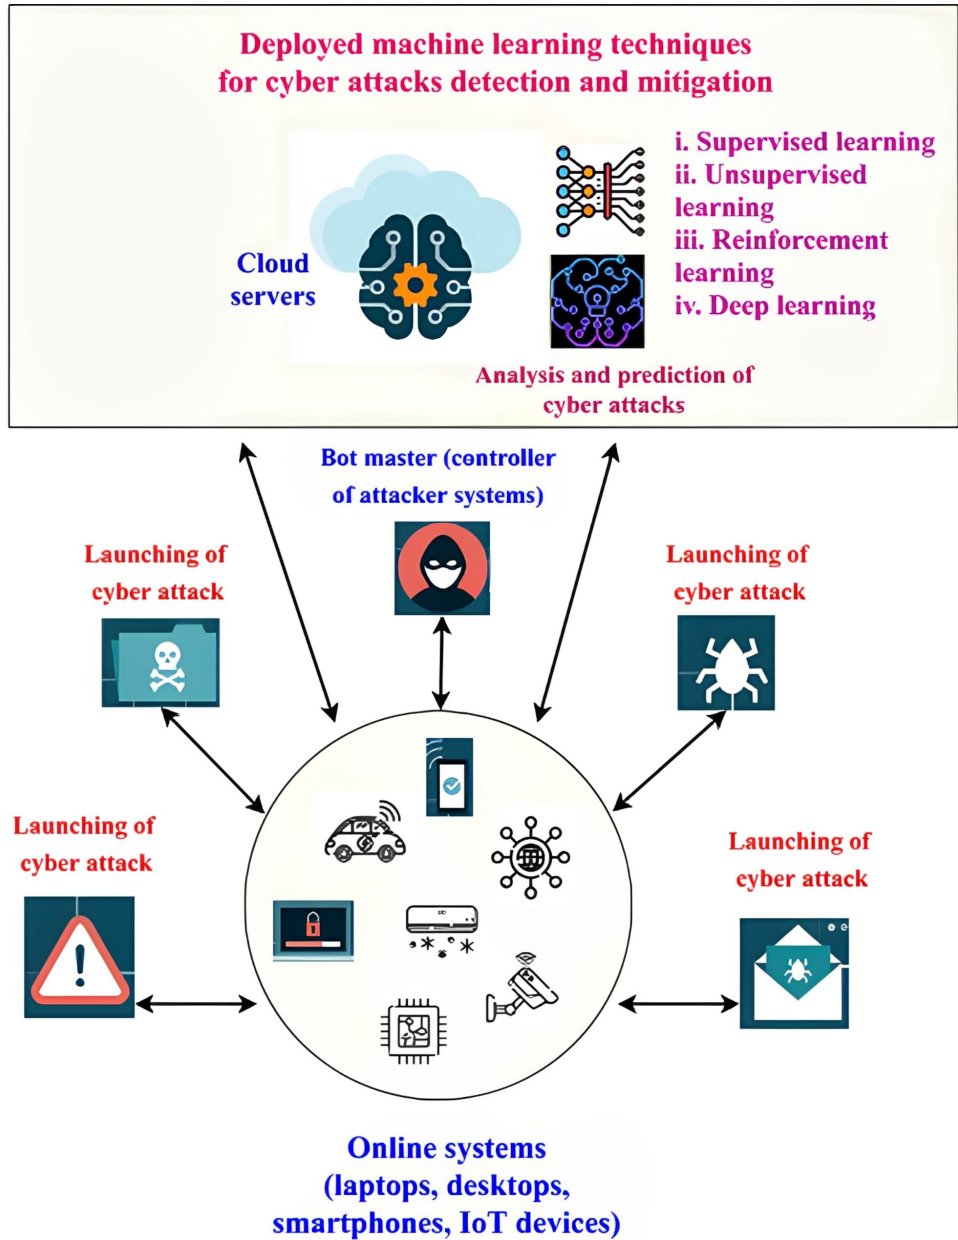 Deployed machine learning techniques
for cyber attacks detection and mitigation
i. Supervised learning
ii. Unsupervised
learning
iii. Reinforcement
learning
iv. Deep learning
Cloud
servers
Analysis and prediction of
cyber attacks
Bot master (controller
of attacker systems)
Launching of
cyber attack
Launching of
cyber attack
Launching of
cyber attack
Launching of
cyber attack
Online systems
(laptops, desktops,
smartphones, IoT devices)